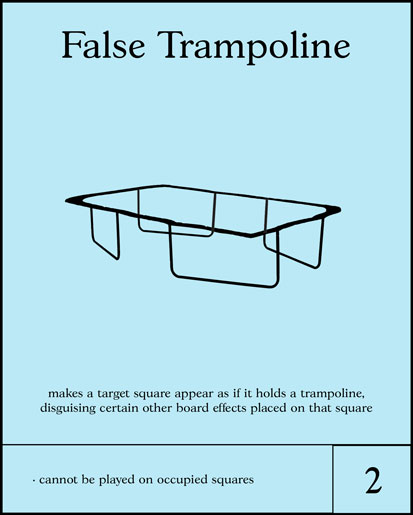 False Trampoline
makes a target square appear as if it holds a trampoline,
disguising certain other board effects placed on that square
· cannot be played on occupied squares
2